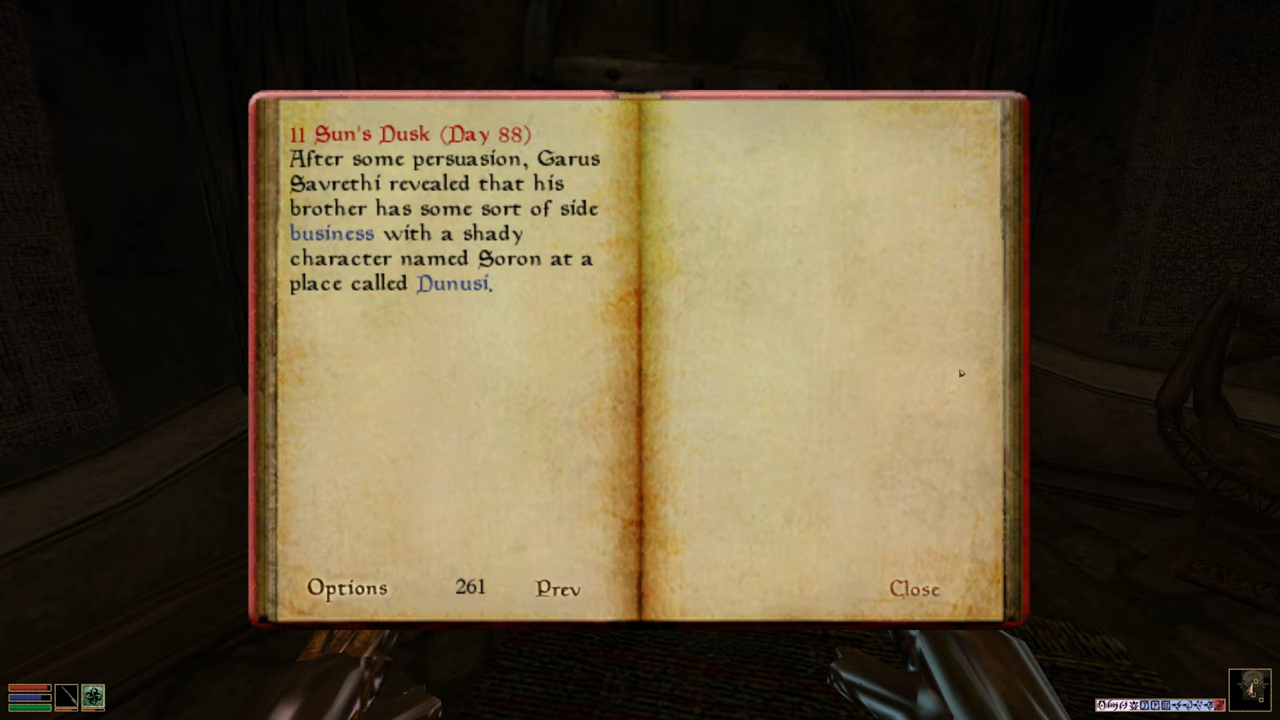 11 Sun's Dusk (Day 88)
After some persuasion, Garus
Savrethi revealed that his
brother has some sort of side
business with a shady
character named Soron at a
place called Dunusi.
Options 261 Prev Close